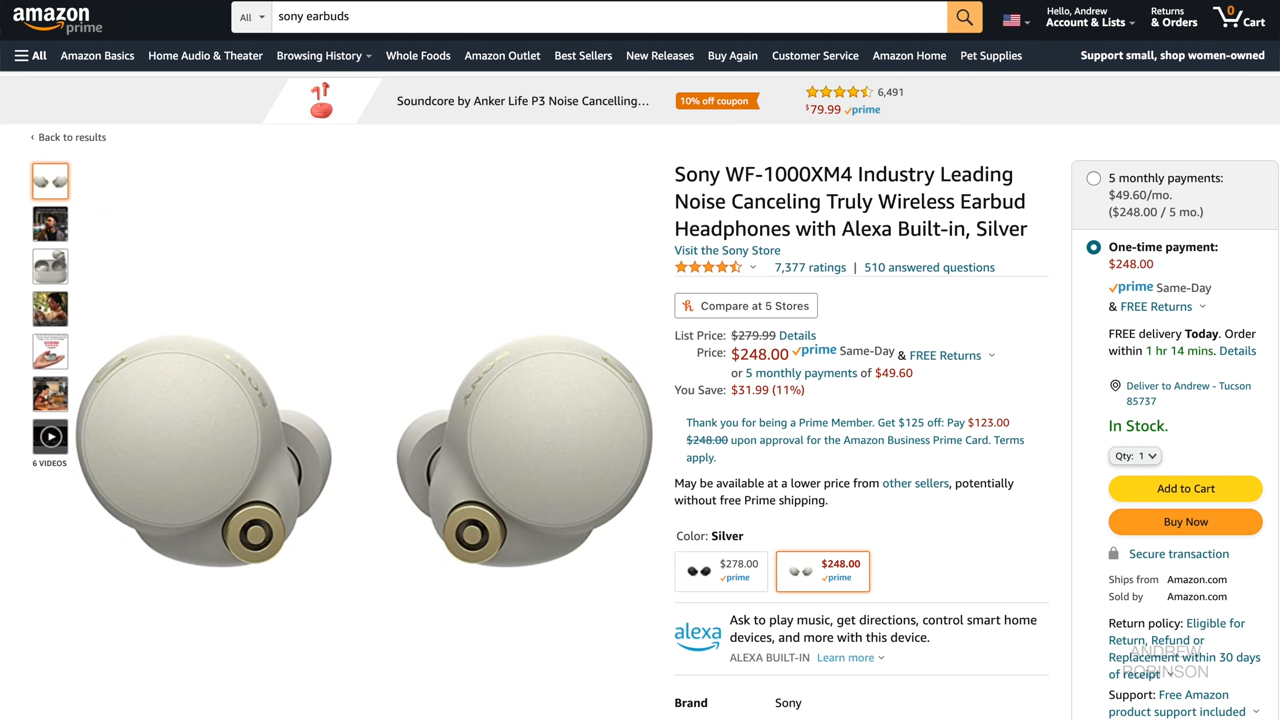 amazon
prime
All
sony earbuds
Hello, Andrew
Account & Lists
Returns
& Orders
0
Cart
All
Amazon Basics
Home Audio & Theater
Browsing History
Whole Foods
Amazon Outlet
Best Sellers
New Releases
Buy Again
Customer Service
Amazon Home
Pet Supplies
Support small, shop women-owned
Soundcore by Anker Life P3 Noise Cancelling...
10% off coupon
6,491
$79.99 prime
‹ Back to results
6 VIDEOS
Sony WF-1000XM4 Industry Leading
Noise Canceling Truly Wireless Earbud
Headphones with Alexa Built-in, Silver
Visit the Sony Store
7,377 ratings | 510 answered questions
Compare at 5 Stores
List Price: $279.99 Details
Price: $248.00 prime Same-Day & FREE Returns
or 5 monthly payments of $49.60
You Save: $31.99 (11%)
Thank you for being a Prime Member. Get $125 off: Pay $123.00
$248.00 upon approval for the Amazon Business Prime Card. Terms
apply.
May be available at a lower price from other sellers, potentially
without free Prime shipping.
Color: Silver
$278.00
prime
$248.00
prime
alexa
Ask to play music, get directions, control smart home
devices, and more with this device.
ALEXA BUILT-IN Learn more
Brand Sony
5 monthly payments:
$49.60/mo.
($248.00 / 5 mo.)
One-time payment:
$248.00
prime Same-Day
& FREE Returns
FREE delivery Today. Order
within 1 hr 14 mins. Details
Deliver to Andrew - Tucson
85737
In Stock.
Qty: 1
Add to Cart
Buy Now
Secure transaction
Ships from Amazon.com
Sold by Amazon.com
Return policy: Eligible for
Return, Refund or
Replacement within 30 days
of receipt
ANDREW
ROBINSON
Support: Free Amazon
product support included